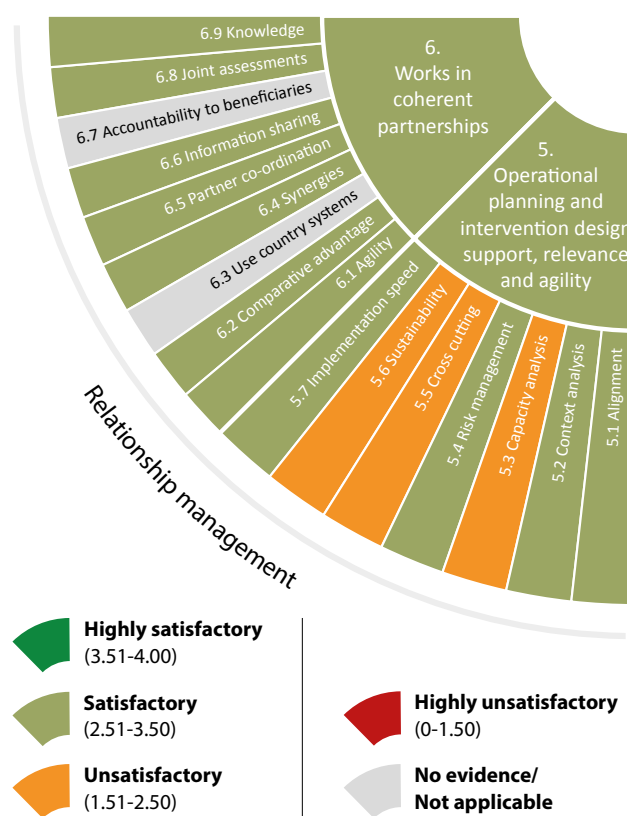 6.9 Knowledge
6.8 Joint assessments
6.7 Accountability to beneficiaries
6.6 Information sharing
6.5 Partner co-ordination
6.4 Synergies
6.3 Use country systems
6.2 Comparative advantage
6.1 Agility
6.
Works in
coherent
partnerships
5.
Operational
planning and
intervention design
support, relevance
and agility
5.7 Implementation speed
5.6 Sustainability
5.5 Cross cutting
5.4 Risk management
5.3 Capacity analysis
5.2 Context analysis
5.1 Alignment
Relationship management
Highly satisfactory
(3.51-4.00)
Satisfactory
(2.51-3.50)
Unsatisfactory
(1.51-2.50)
Highly unsatisfactory
(0-1.50)
No evidence/
Not applicable